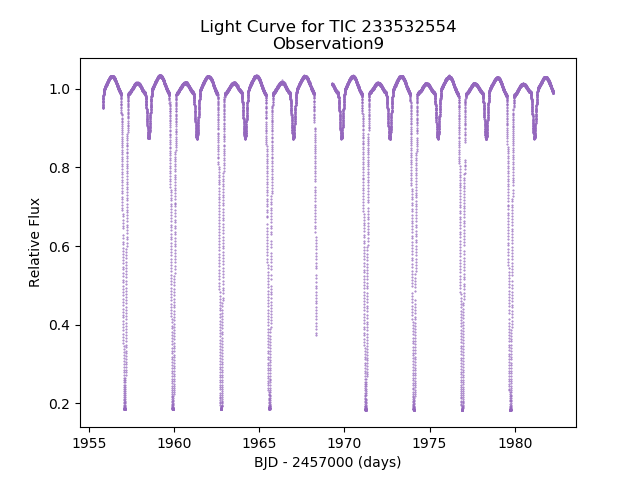 Light Curve for TIC 233532554
Observation9
1.0
0.8
0.6
0.4
0.2
Relative Flux
1955 1960 1965 1970 1975 1980
BJD - 2457000 (days)